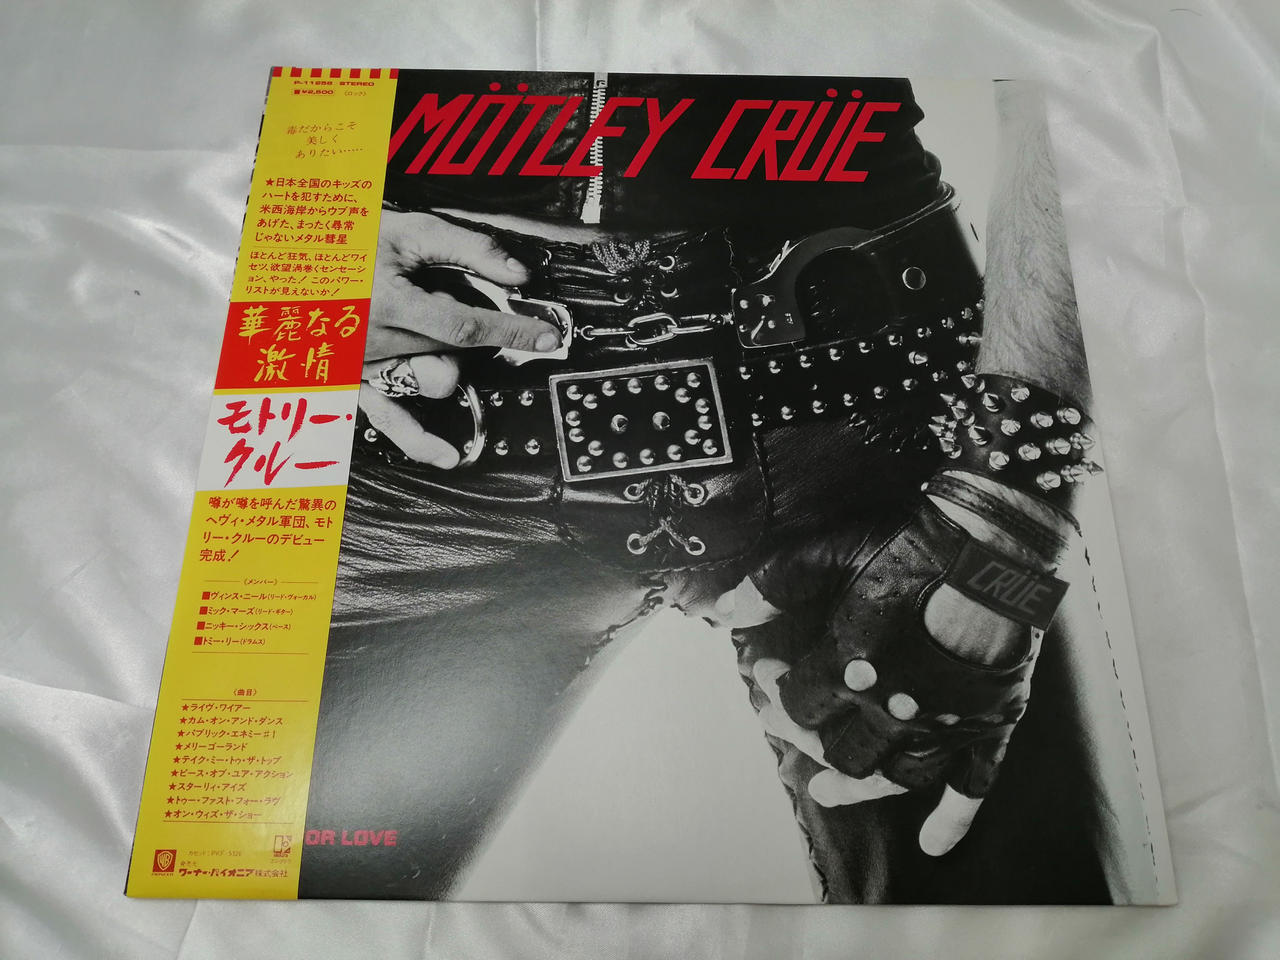 P-11256 STEREO
¥2,500 〈ロック〉
毒だからこそ
美しく
ありたい……
★日本全国のキッズの
ハートを犯すために、
米西海岸からウブ声を
あげた、まったく尋常
じゃないメタル彗星
ほとんど狂気、ほとんどワイ
セツ、欲望渦巻くセンセーシ
ョン、やった！このパワー・
リストが見えないか！
華麗なる
激情
モトリー・
クルー
噂が噂を呼んだ驚異の
ヘヴィ・メタル軍団、モト
リー・クルーのデビュー
完成！
〈メンバー〉
■ヴィンス・ニール(リード・ヴォーカル)
■ミック・マーズ(リード・ギター)
■ニッキー・シックス(ベース)
■トミー・リー(ドラムス)
〈曲目〉
★ライヴ・ワイアー
★カム・オン・アンド・ダンス
★パブリック・エネミー♯1
★メリーゴーランド
★テイク・ミー・トゥ・ザ・トップ
★ピース・オブ・ユア・アクション
★スターリィ・アイズ
★トゥー・ファスト・フォー・ラヴ
★オン・ウィズ・ザ・ショー
発売元
ワーナー・パイオニア株式会社
MÖTLEY CRÜE
CRÜE
OR LOVE